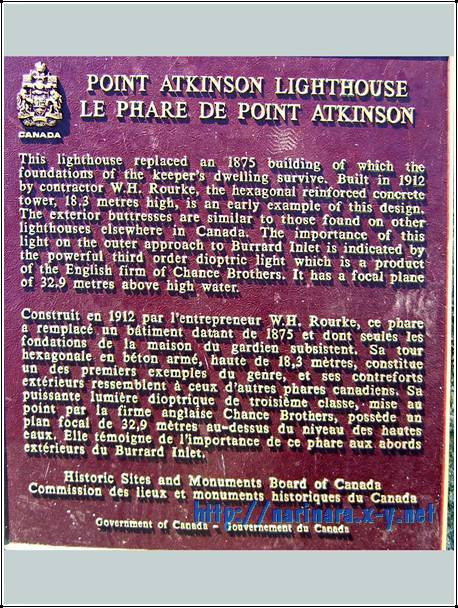 POINT ATKINSON LIGHTHOUSE
LE PHARE DE POINT ATKINSON
CANADA
This lighthouse replaced an 1875 building of which the
foundations of the keeper's dwelling survive. Built in 1912
by contractor W.H. Rourke, the hexagonal reinforced concrete
tower, 18.3 metres high, is an early example of this design.
The exterior buttresses are similar to those found on other
lighthouses elsewhere in Canada. The importance of this
light on the outer approach to Burrard Inlet is indicated by
the powerful third order dioptric light which is a product
of the English firm of Chance Brothers. It has a focal plane
of 32.9 metres above high water.
Construit en 1912 par l'entrepreneur W.H. Rourke, ce phare
a remplacé un bâtiment datant de 1875 et dont seules les
fondations de la maison du gardien subsistent. Sa tour
hexagonale en béton armé, haute de 18,3 mètres, constitue
un des premiers exemples du genre, et ses contreforts
extérieurs ressemblent à ceux d'autres phares canadiens. Sa
puissante lumière dioptrique de troisième classe, mise au
point par la firme anglaise Chance Brothers, possède un
plan focal de 32,9 mètres au-dessus du niveau des hautes
eaux. Elle témoigne de l'importance de ce phare aux abords
extérieurs du Burrard Inlet.
Historic Sites and Monuments Board of Canada
Commission des lieux et monuments historiques du Canada
http://narinara.x-y.net
Government of Canada - Gouvernement du Canada